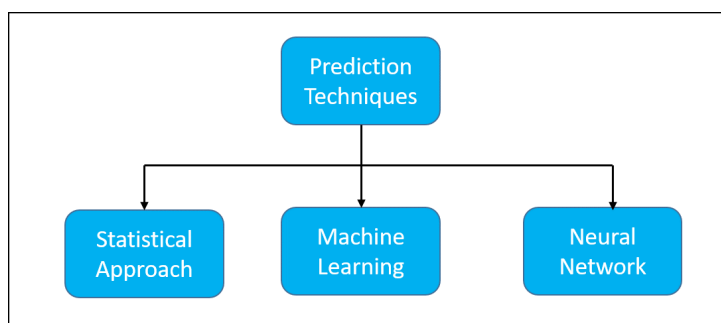 Prediction
Techniques
Statistical
Approach
Machine
Learning
Neural
Network